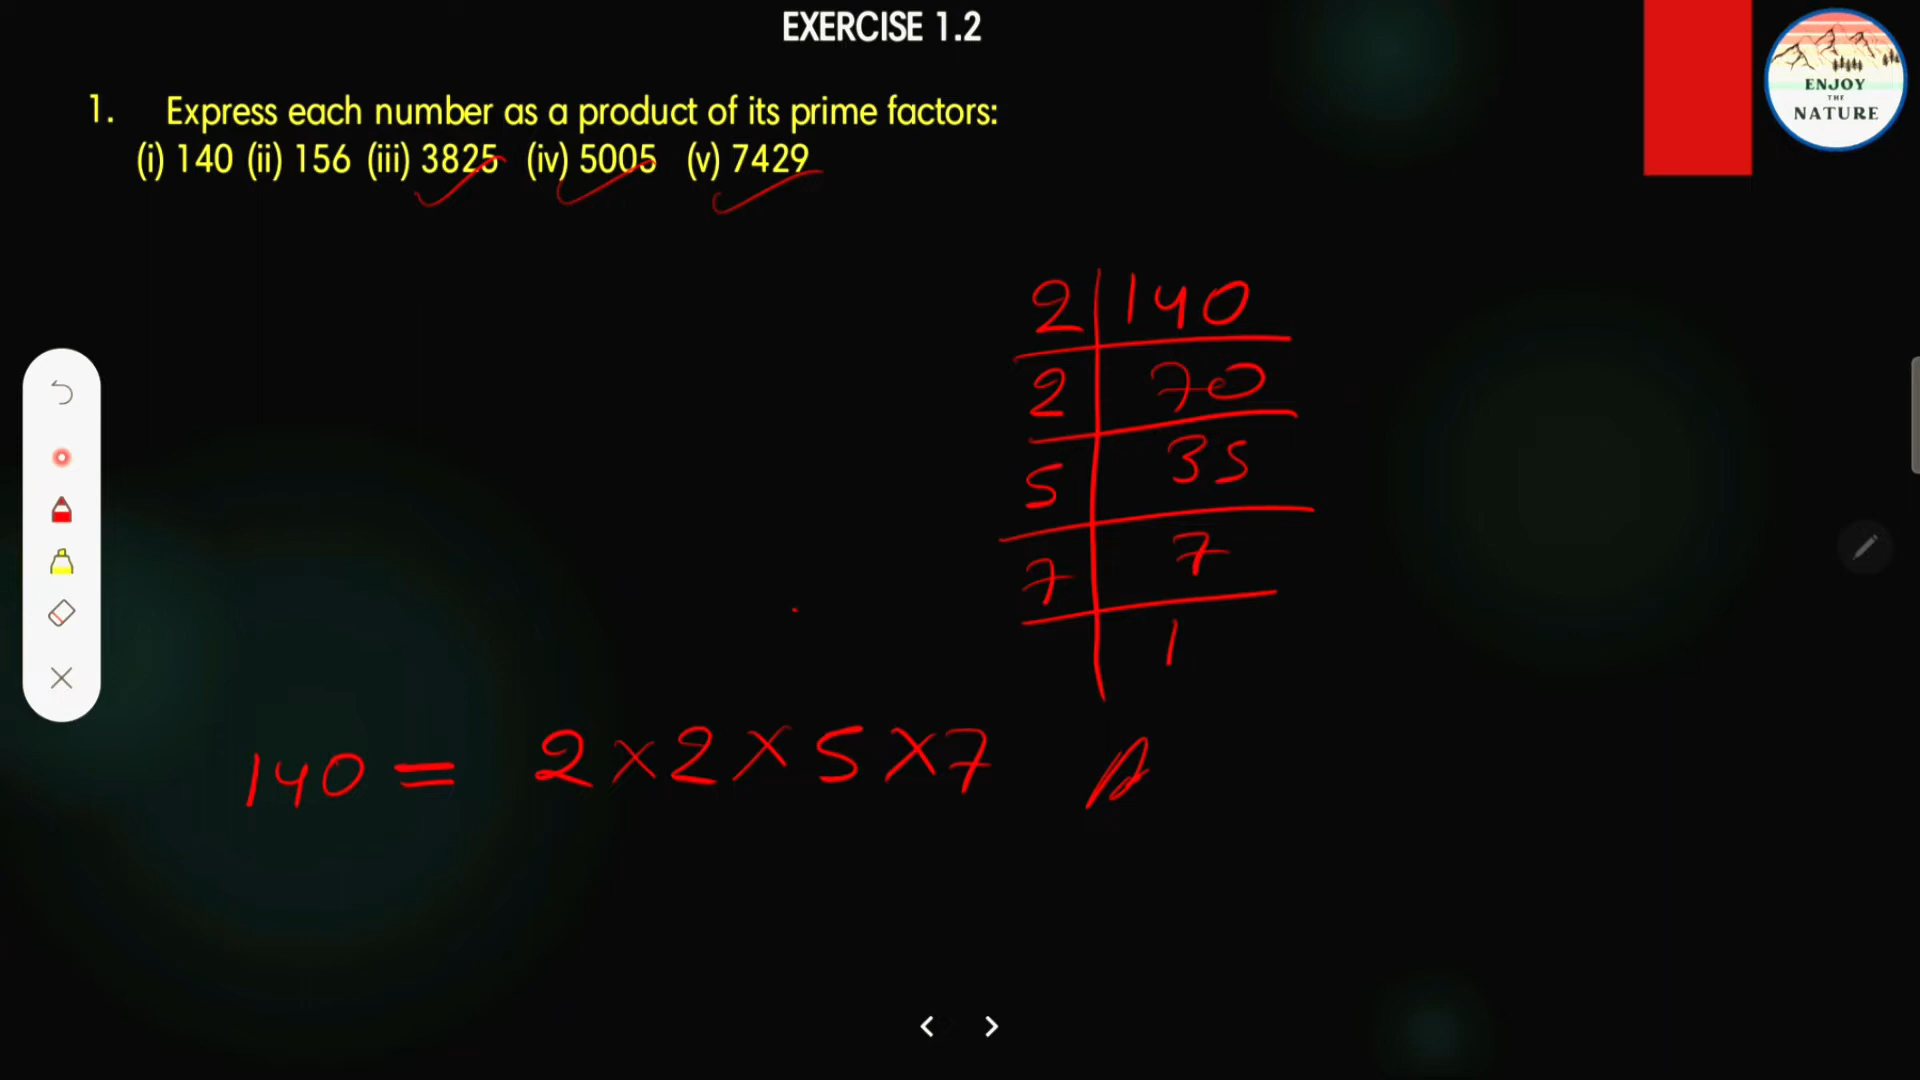 EXERCISE 1.2
ENJOY
THE
NATURE
1. Express each number as a product of its prime factors:
(i) 140 (ii) 156 (iii) 3825 (iv) 5005 (v) 7429
2 140
2 70
5 35
7 7
1
140 = 2 × 2 × 5 × 7